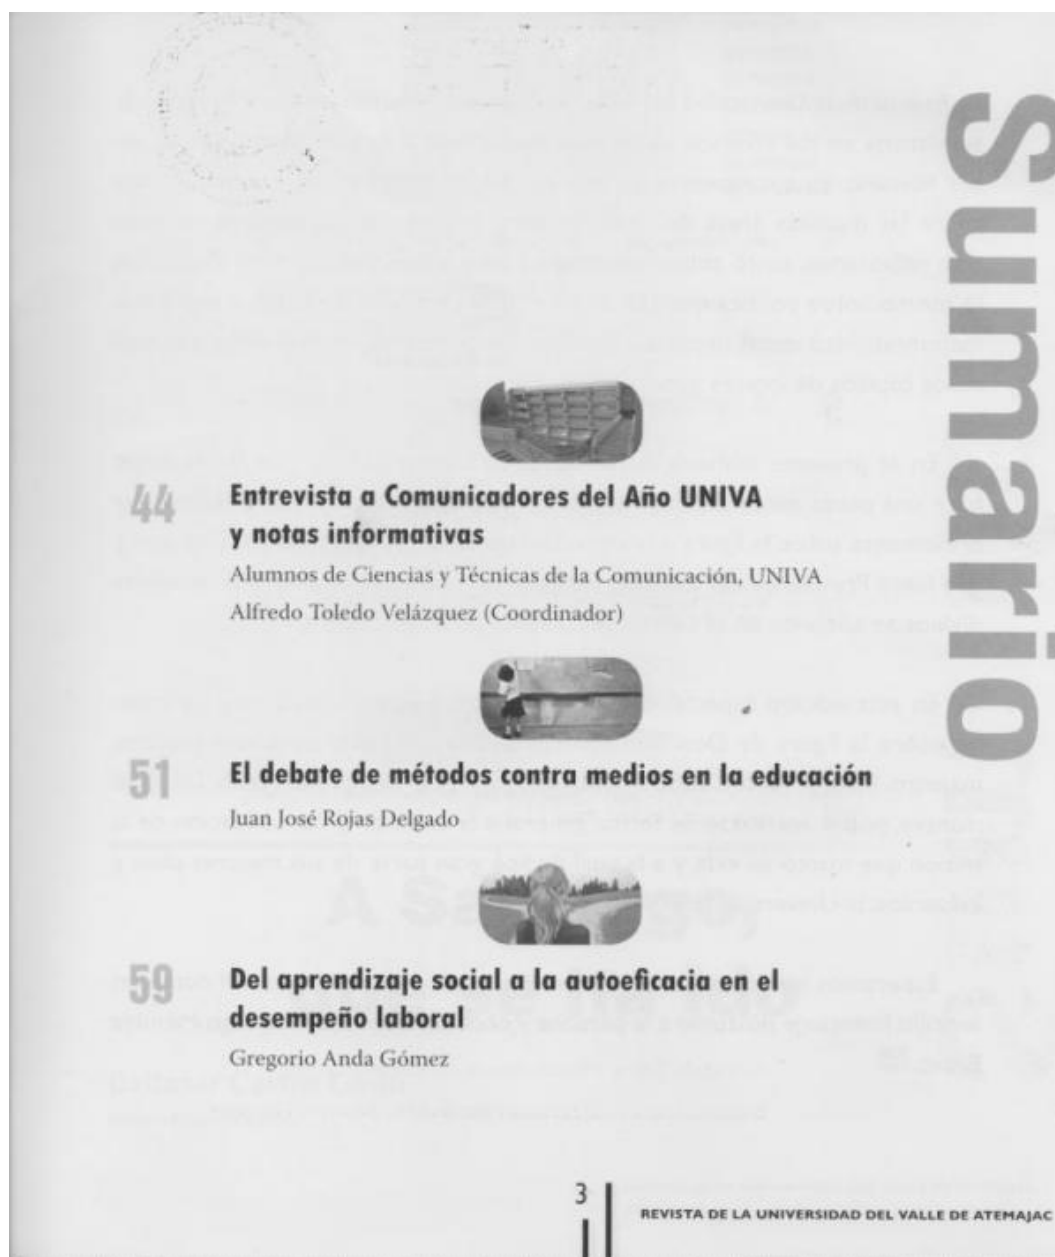 Sumario
44
Entrevista a Comunicadores del Año UNIVA
y notas informativas
Alumnos de Ciencias y Técnicas de la Comunicación, UNIVA
Alfredo Toledo Velázquez (Coordinador)
51
El debate de métodos contra medios en la educación
Juan José Rojas Delgado
59
Del aprendizaje social a la autoeficacia en el
desempeño laboral
Gregorio Anda Gómez
3
REVISTA DE LA UNIVERSIDAD DEL VALLE DE ATEMAJAC